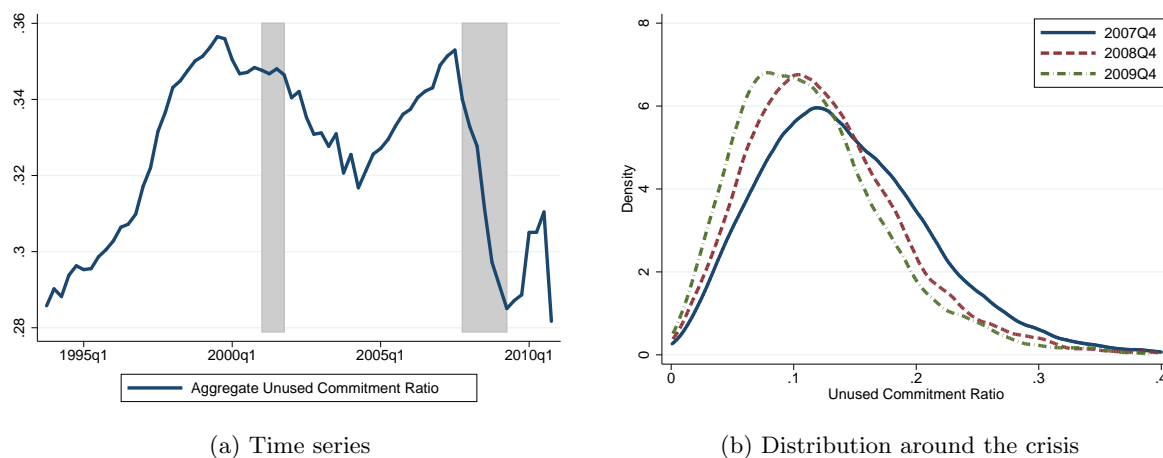 .36
.34
.32
.3
.28
1995q1 2000q1 2005q1 2010q1
Aggregate Unused Commitment Ratio
(a) Time series
2007Q4
2008Q4
2009Q4
8
6
4
2
0
Density
0 .1 .2 .3 .4
Unused Commitment Ratio
(b) Distribution around the crisis